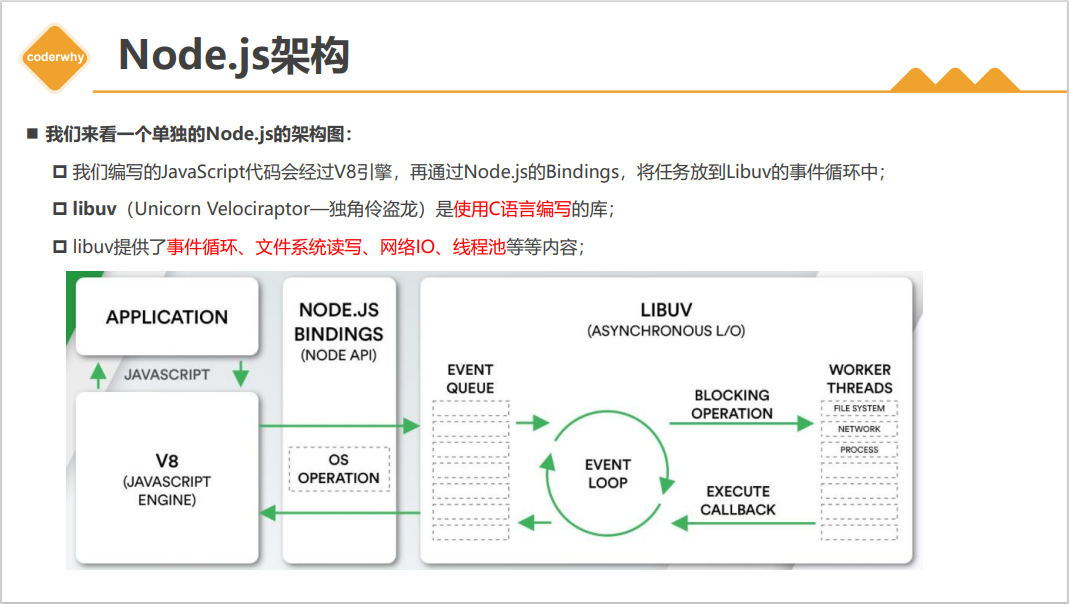 coderwhy
Node.js架构
我们来看一个单独的Node.js的架构图：
我们编写的JavaScript代码会经过V8引擎，再通过Node.js的Bindings，将任务放到Libuv的事件循环中；
libuv（Unicorn Velociraptor—独角伶盗龙）是使用C语言编写的库；
libuv提供了事件循环、文件系统读写、网络IO、线程池等等内容；
APPLICATION
JAVASCRIPT
V8
(JAVASCRIPT
ENGINE)
NODE.JS
BINDINGS
(NODE API)
OS
OPERATION
LIBUV
(ASYNCHRONOUS L/O)
EVENT
QUEUE
EVENT
LOOP
BLOCKING
OPERATION
EXECUTE
CALLBACK
WORKER
THREADS
FILE SYSTEM
NETWORK
PROCESS